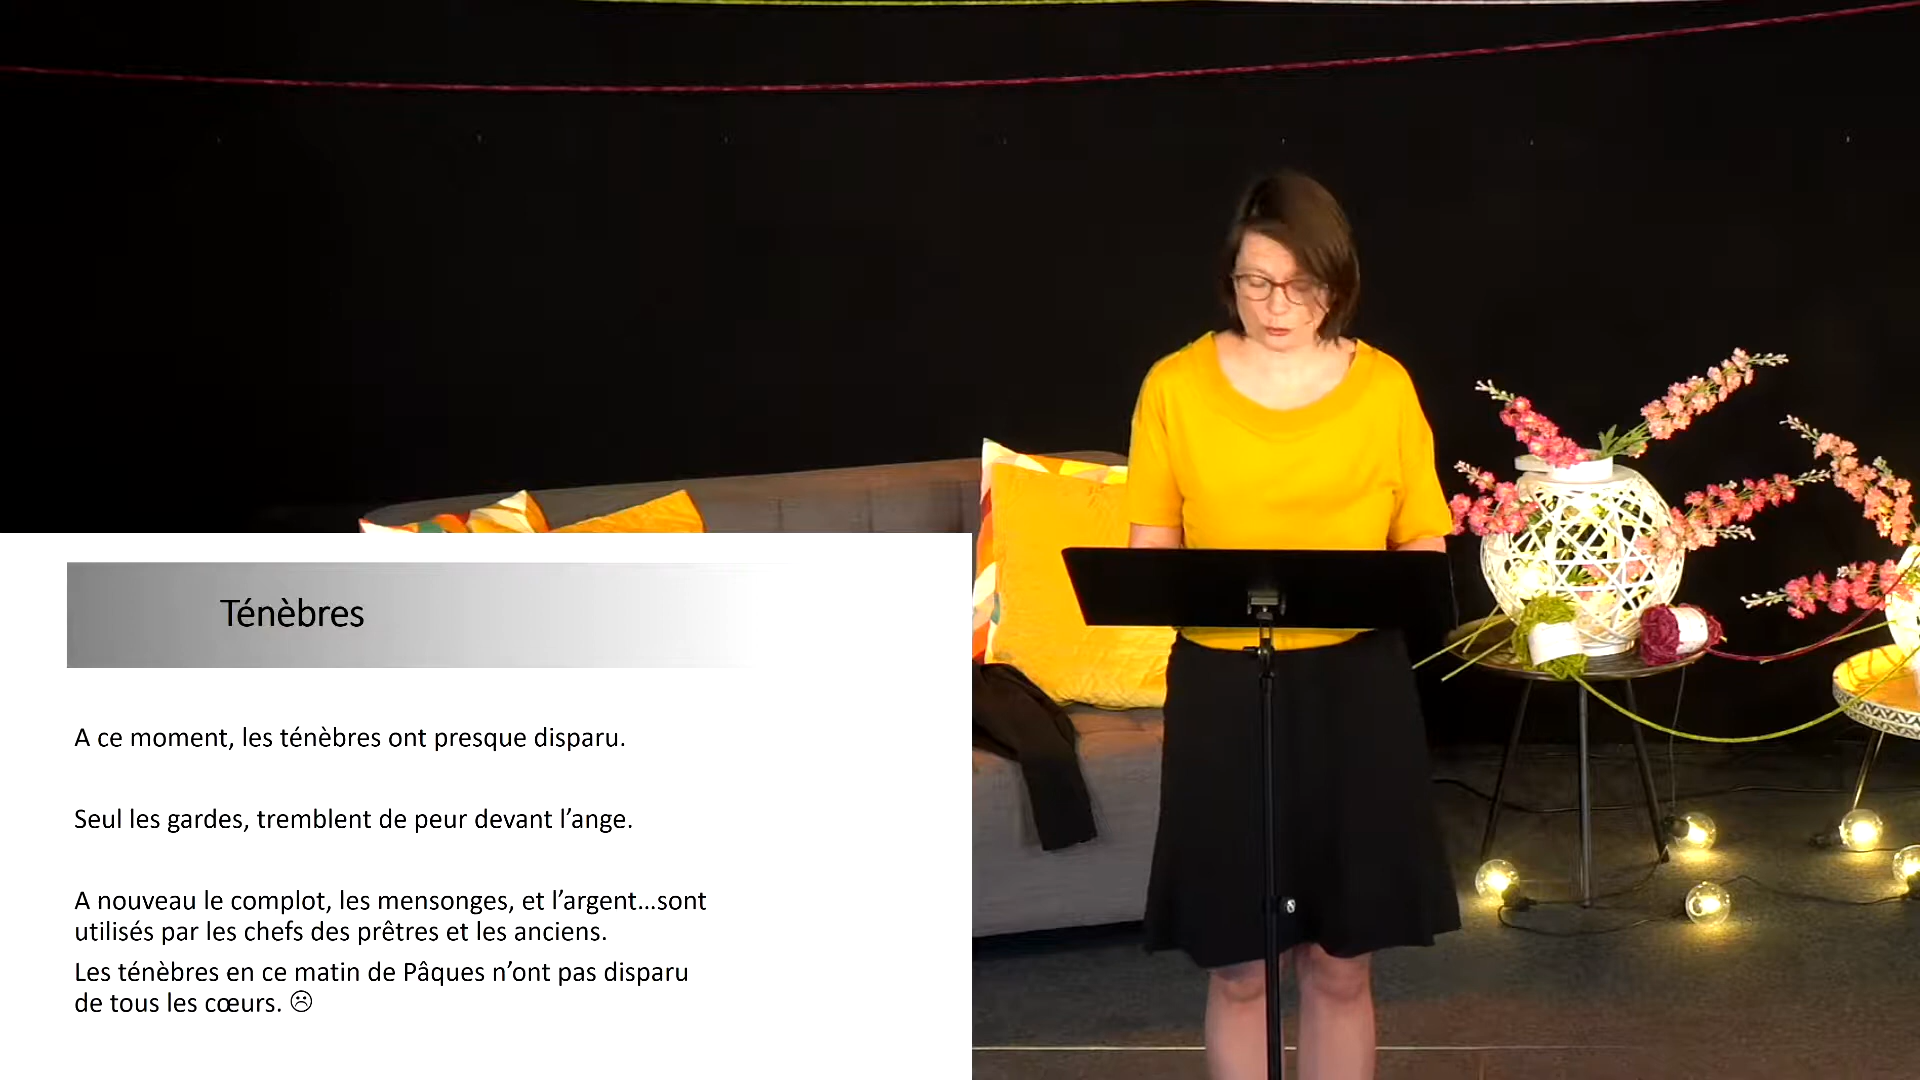 Ténèbres
A ce moment, les ténèbres ont presque disparu.
Seul les gardes, tremblent de peur devant l’ange.
A nouveau le complot, les mensonges, et l’argent…sont
utilisés par les chefs des prêtres et les anciens.
Les ténèbres en ce matin de Pâques n’ont pas disparu
de tous les cœurs. ☹